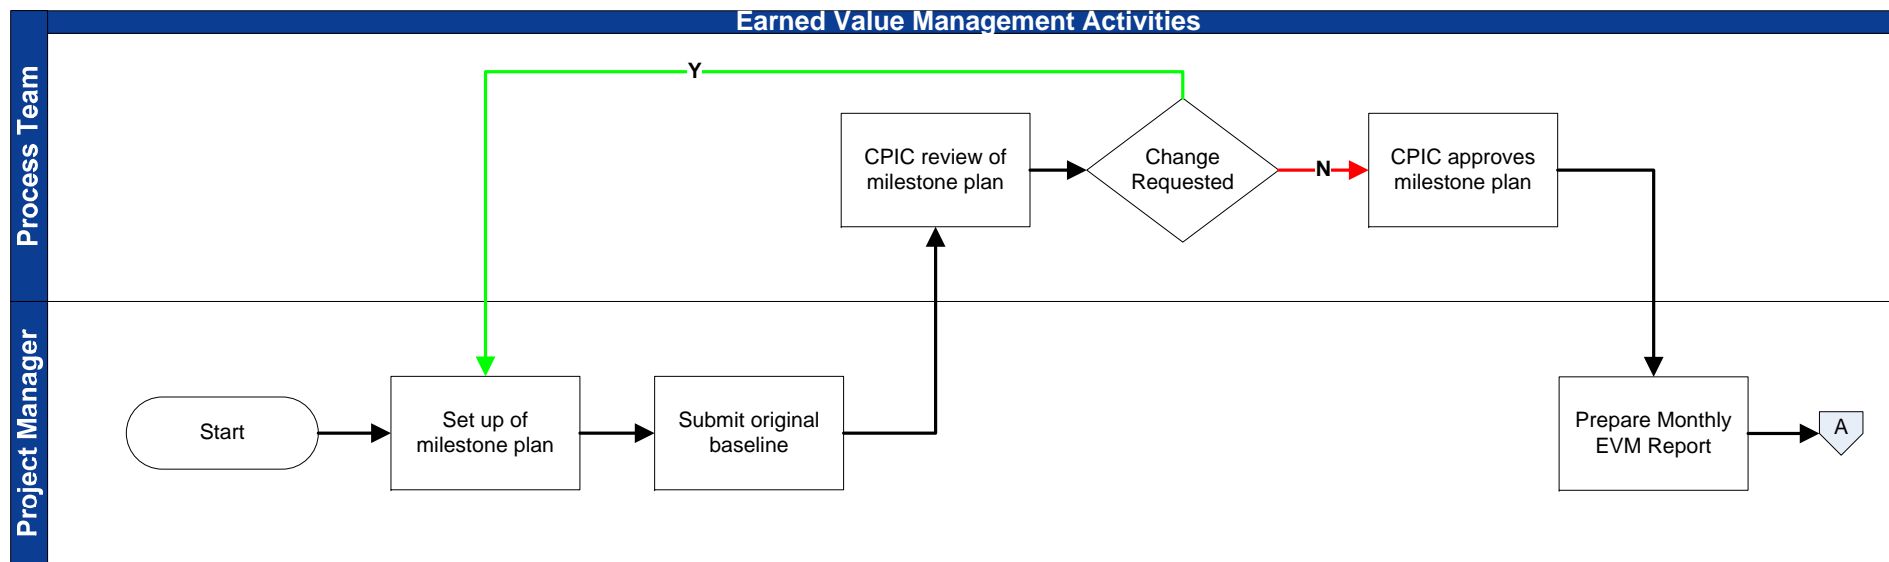 Earned Value Management Activities
Process Team
Y
CPIC review of
milestone plan
Change
Requested
N
CPIC approves
milestone plan
Project Manager
Start
Set up of
milestone plan
Submit original
baseline
Prepare Monthly
EVM Report
A